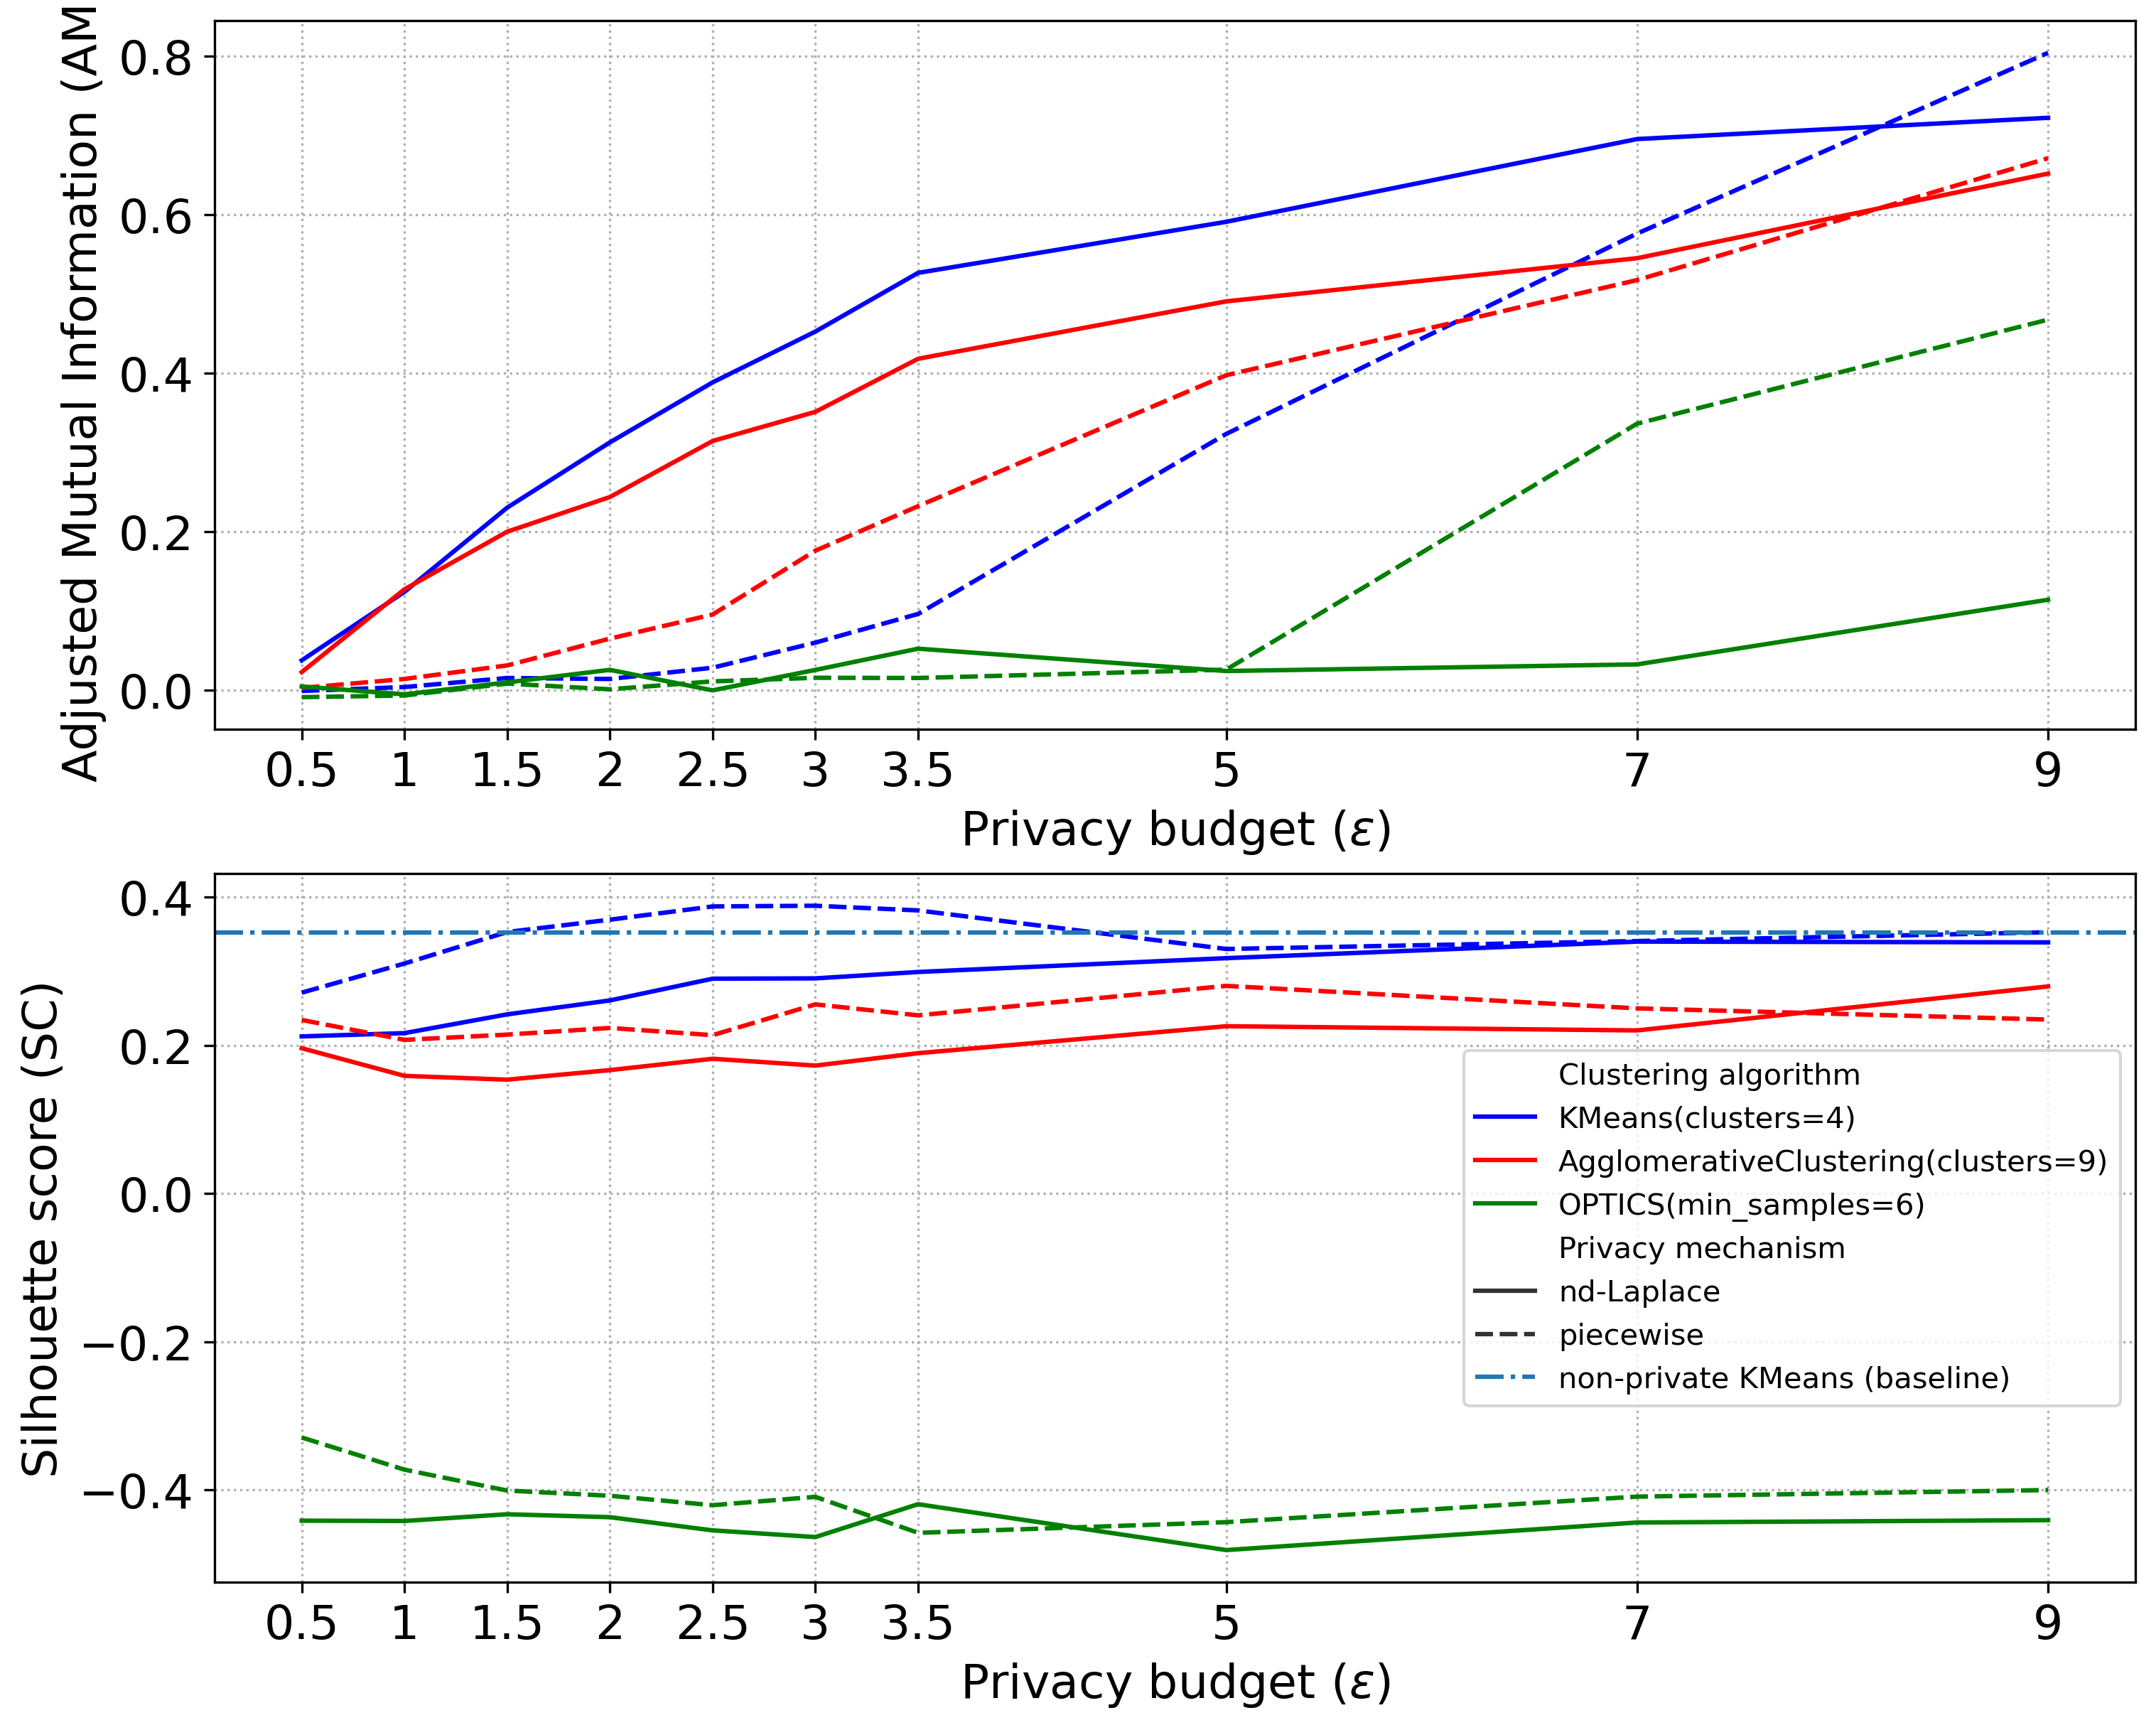 Adjusted Mutual Information (AM
0.8
0.6
0.4
0.2
0.0
0.5 1 1.5 2 2.5 3 3.5 5 7 9
Privacy budget (ε)
Silhouette score (SC)
0.4
0.2
0.0
−0.2
−0.4
Clustering algorithm
KMeans(clusters=4)
AgglomerativeClustering(clusters=9)
OPTICS(min_samples=6)
Privacy mechanism
nd-Laplace
piecewise
non-private KMeans (baseline)
0.5 1 1.5 2 2.5 3 3.5 5 7 9
Privacy budget (ε)